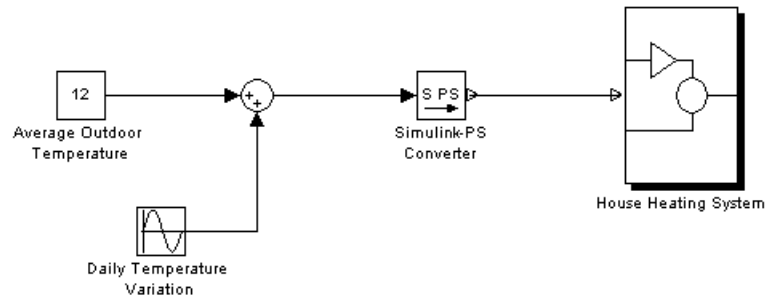 12
Average Outdoor
Temperature
++
S PS
Simulink-PS
Converter
House Heating System
Daily Temperature
Variation